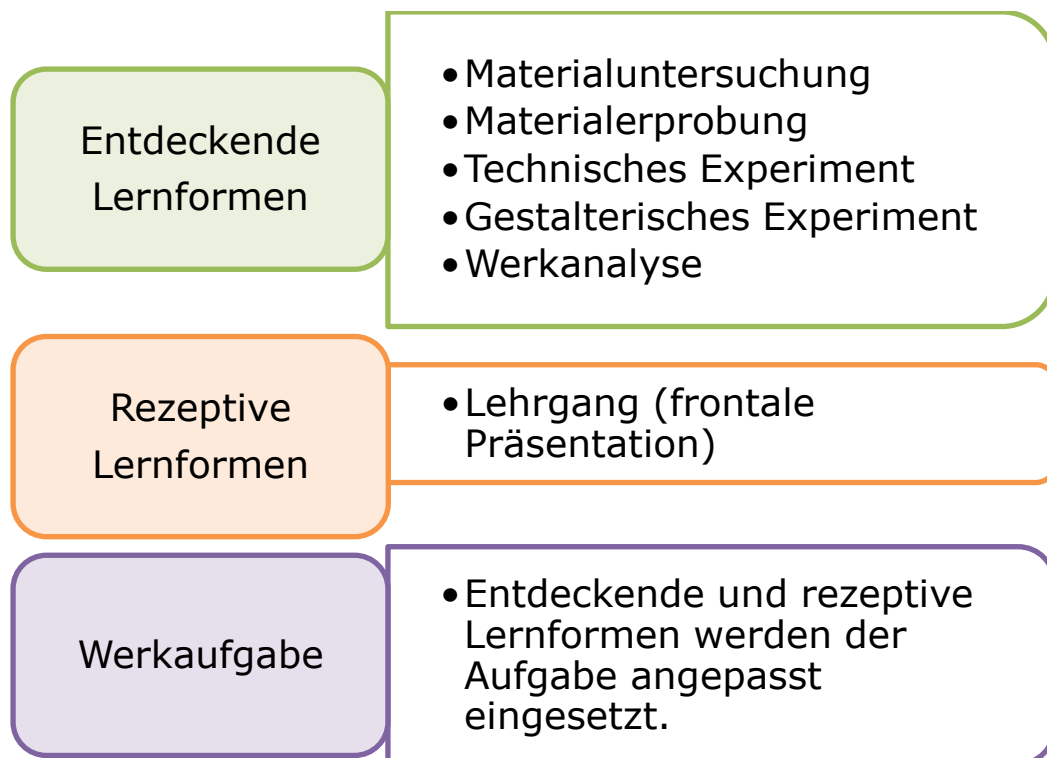 Entdeckende
Lernformen
•Materialuntersuchung
•Materialerprobung
•Technisches Experiment
•Gestalterisches Experiment
•Werkanalyse
Rezeptive
Lernformen
•Lehrgang (frontale
Präsentation)
Werkaufgabe
•Entdeckende und rezeptive
Lernformen werden der
Aufgabe angepasst
eingesetzt.